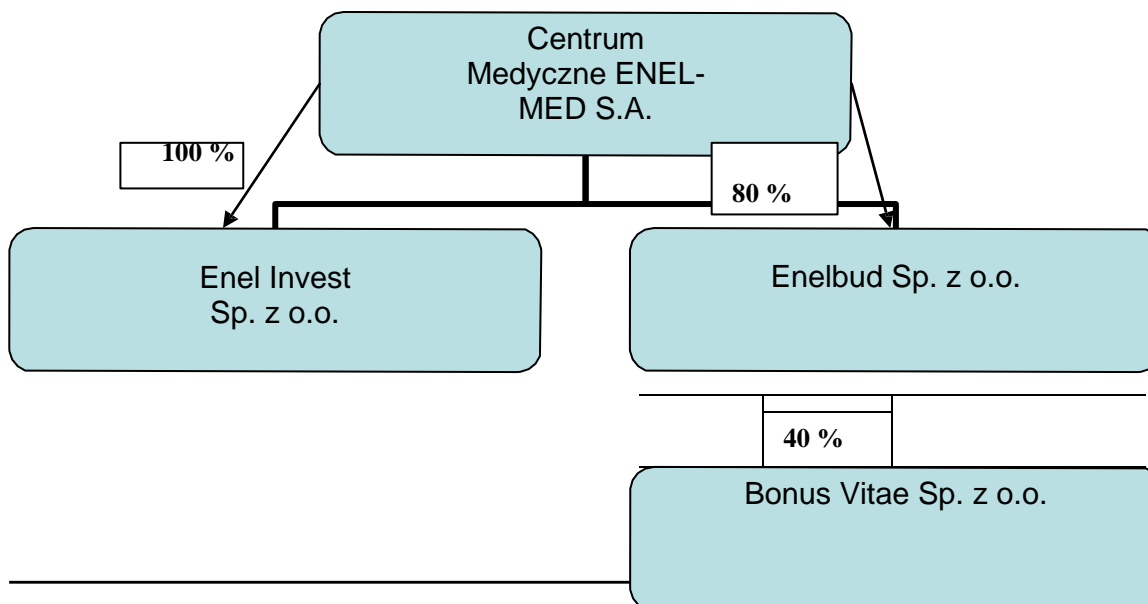 Centrum
Medyczne ENEL-
MED S.A.
100 %
80 %
Enel Invest
Sp. z o.o.
Enelbud Sp. z o.o.
40 %
Bonus Vitae Sp. z o.o.